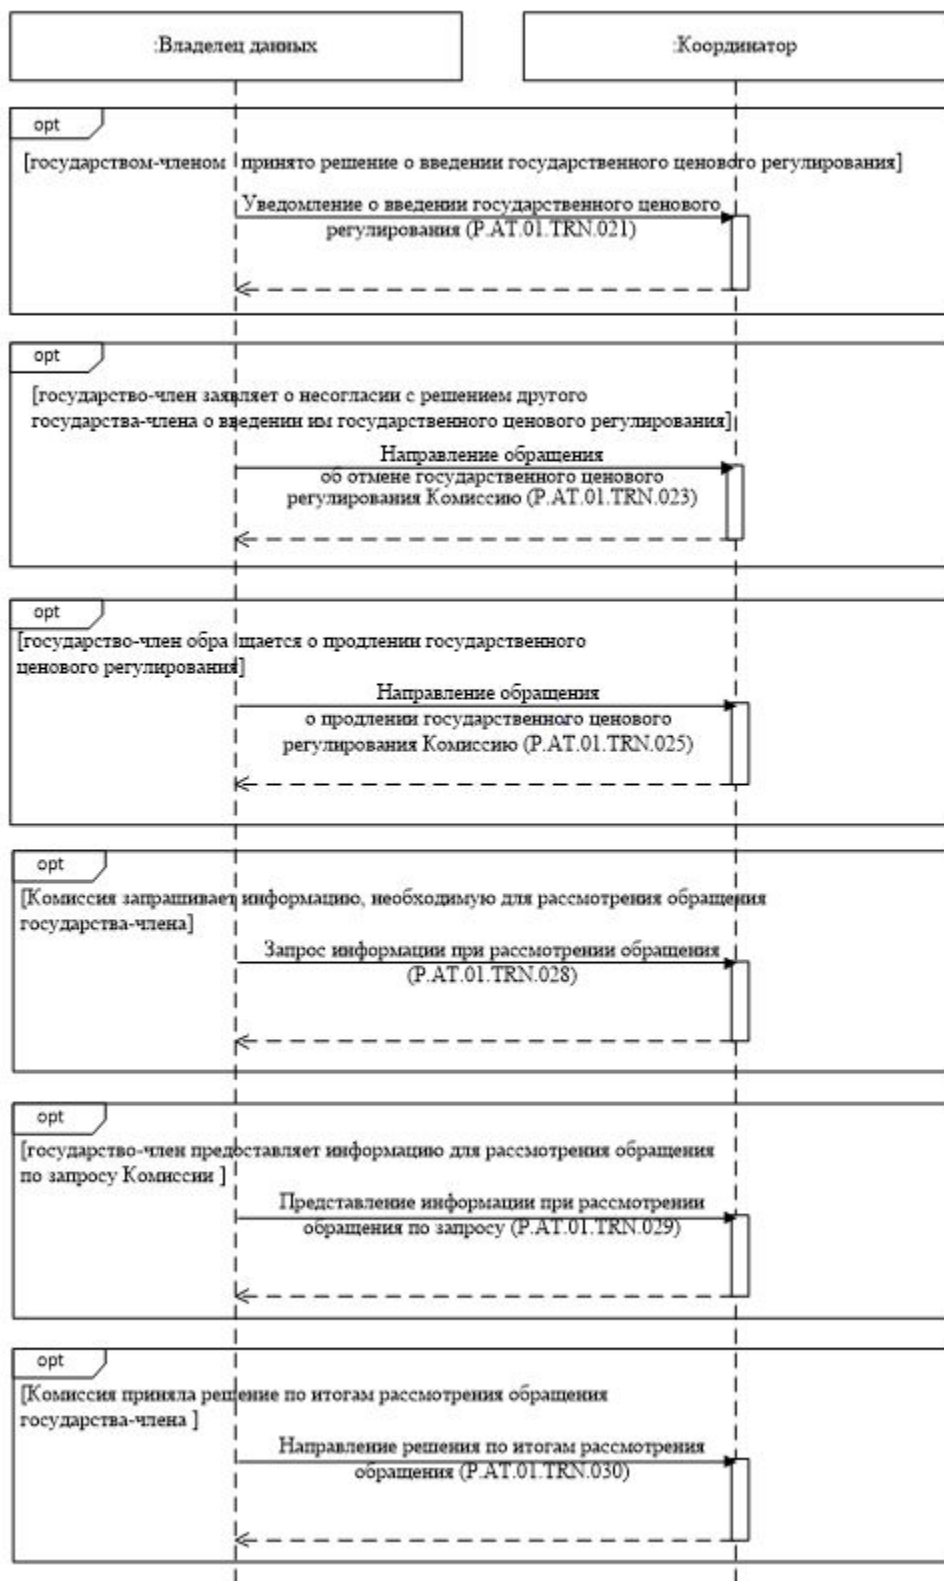 :Владелец данных
:Координатор
opt
[государством-членом принято решение о введении государственного ценового регулирования]
Уведомление о введении государственного ценового
регулирования (P.AT.01.TRN.021)
opt
[государство-член заявляет о несогласии с решением другого
государства-члена о введении им государственного ценового регулирования]
Направление обращения
об отмене государственного ценового
регулирования Комиссию (P.AT.01.TRN.023)
opt
[государство-член обращается о продлении государственного
ценового регулирования]
Направление обращения
о продлении государственного ценового
регулирования Комиссию (P.AT.01.TRN.025)
opt
[Комиссия запрашивает информацию, необходимую для рассмотрения обращения
государства-члена]
Запрос информации при рассмотрении обращения
(P.AT.01.TRN.028)
opt
[государство-член предоставляет информацию для рассмотрения обращения
по запросу Комиссии ]
Представление информации при рассмотрении
обращения по запросу (P.AT.01.TRN.029)
opt
[Комиссия приняла решение по итогам рассмотрения обращения
государства-члена ]
Направление решения по итогам рассмотрения
обращения (P.AT.01.TRN.030)